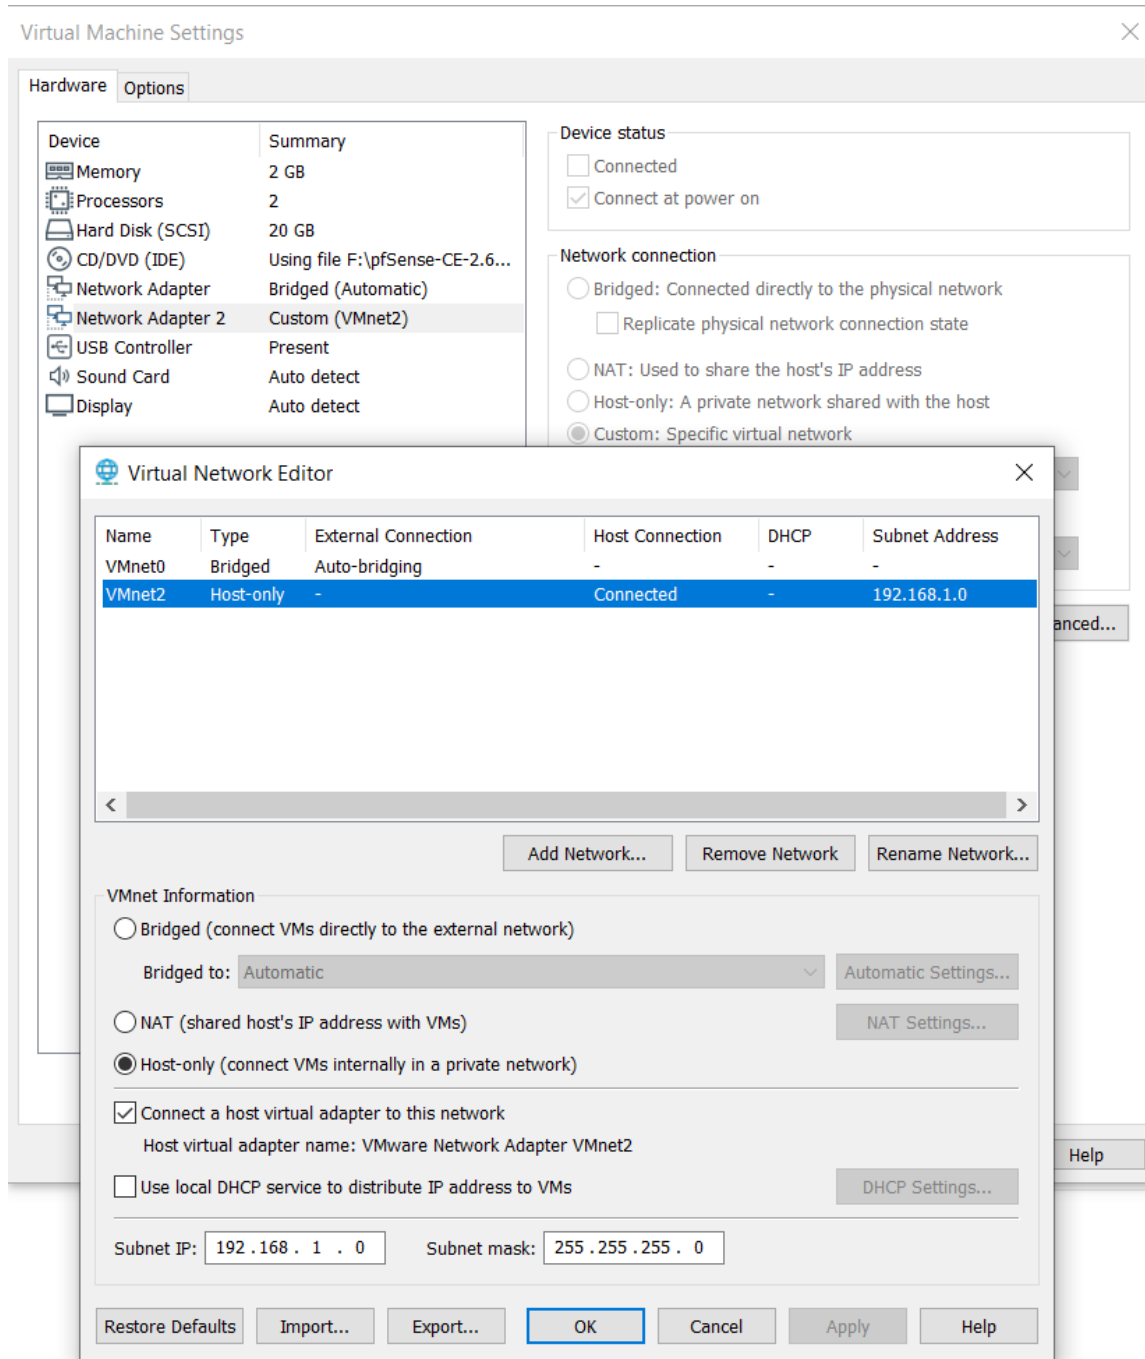 Virtual Machine Settings
Hardware Options
Device Summary
Memory 2 GB
Processors 2
Hard Disk (SCSI) 20 GB
CD/DVD (IDE) Using file F:\pfSense-CE-2.6...
Network Adapter Bridged (Automatic)
Network Adapter 2 Custom (VMnet2)
USB Controller Present
Sound Card Auto detect
Display Auto detect
Device status
Connected
Connect at power on
Network connection
Bridged: Connected directly to the physical network
Replicate physical network connection state
NAT: Used to share the host's IP address
Host-only: A private network shared with the host
Custom: Specific virtual network
anced...
Help
Virtual Network Editor
Name Type External Connection Host Connection DHCP Subnet Address
VMnet0 Bridged Auto-bridging - - -
VMnet2 Host-only - Connected - 192.168.1.0
Add Network... Remove Network Rename Network...
VMnet Information
Bridged (connect VMs directly to the external network)
Bridged to: Automatic Automatic Settings...
NAT (shared host's IP address with VMs) NAT Settings...
Host-only (connect VMs internally in a private network)
Connect a host virtual adapter to this network
Host virtual adapter name: VMware Network Adapter VMnet2
Use local DHCP service to distribute IP address to VMs DHCP Settings...
Subnet IP: 192 . 168 . 1 . 0 Subnet mask: 255 . 255 . 255 . 0
Restore Defaults Import... Export... OK Cancel Apply Help